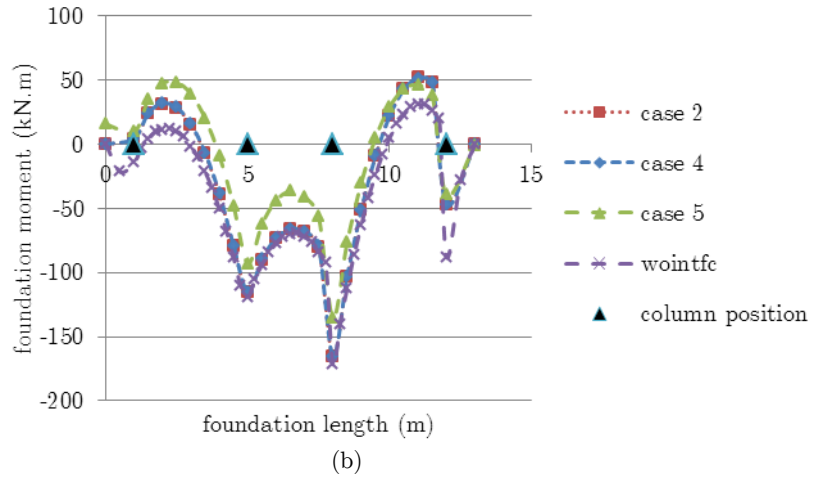 100
50
0
-50
-100
-150
-200
0
5
10
15
foundation moment (kN.m)
foundation length (m)
case 2
case 4
case 5
wointfc
column position
(b)